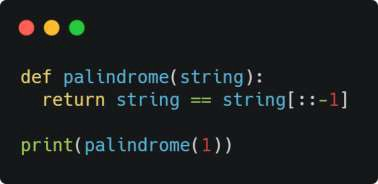 def palindrome(string):
  return string == string[::-1]

print(palindrome(1))